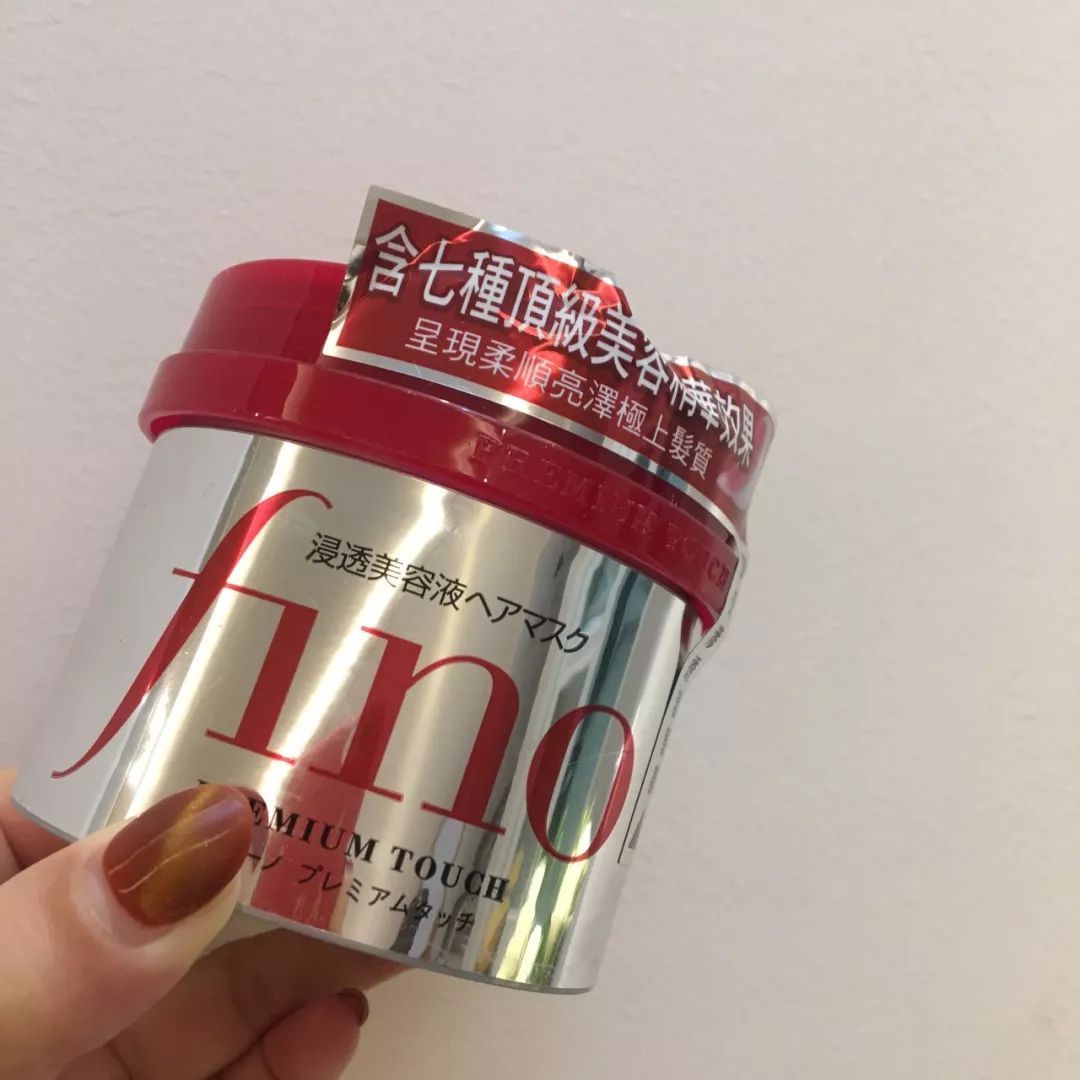 含七種頂級美容精華效果
呈現柔順亮澤極上髮質
PREMIUM TOUCH
浸透美容液ヘアマスク
fino
PREMIUM TOUCH
ーノ プレミアムタッチ